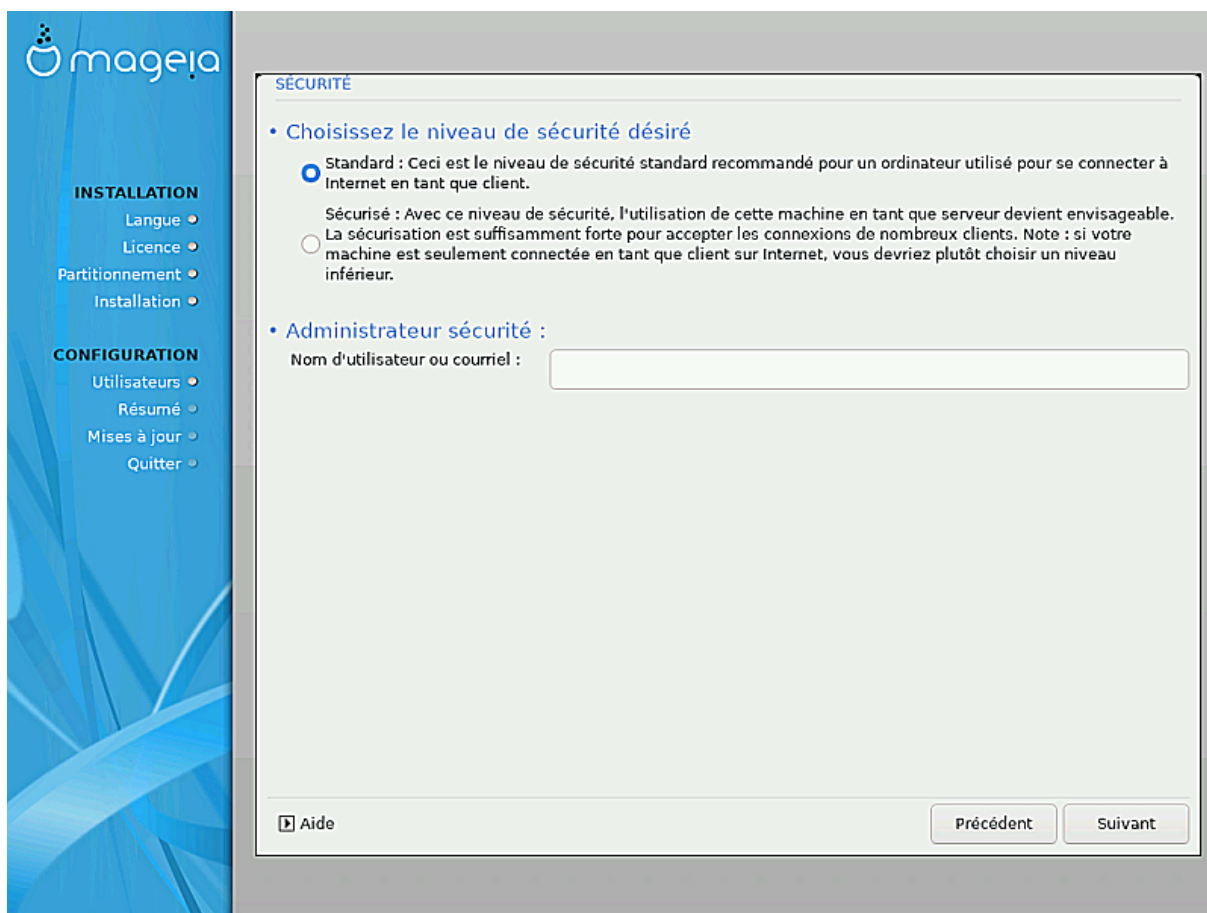 mageia
INSTALLATION
Langue
Licence
Partitionnement
Installation
CONFIGURATION
Utilisateurs
Résumé
Mises à jour
Quitter
SÉCURITÉ
• Choisissez le niveau de sécurité désiré
Standard : Ceci est le niveau de sécurité standard recommandé pour un ordinateur utilisé pour se connecter à
Internet en tant que client.
Sécurisé : Avec ce niveau de sécurité, l'utilisation de cette machine en tant que serveur devient envisageable.
La sécurisation est suffisamment forte pour accepter les connexions de nombreux clients. Note : si votre
machine est seulement connectée en tant que client sur Internet, vous devriez plutôt choisir un niveau
inférieur.
• Administrateur sécurité :
Nom d'utilisateur ou courriel :
Aide
Précédent
Suivant